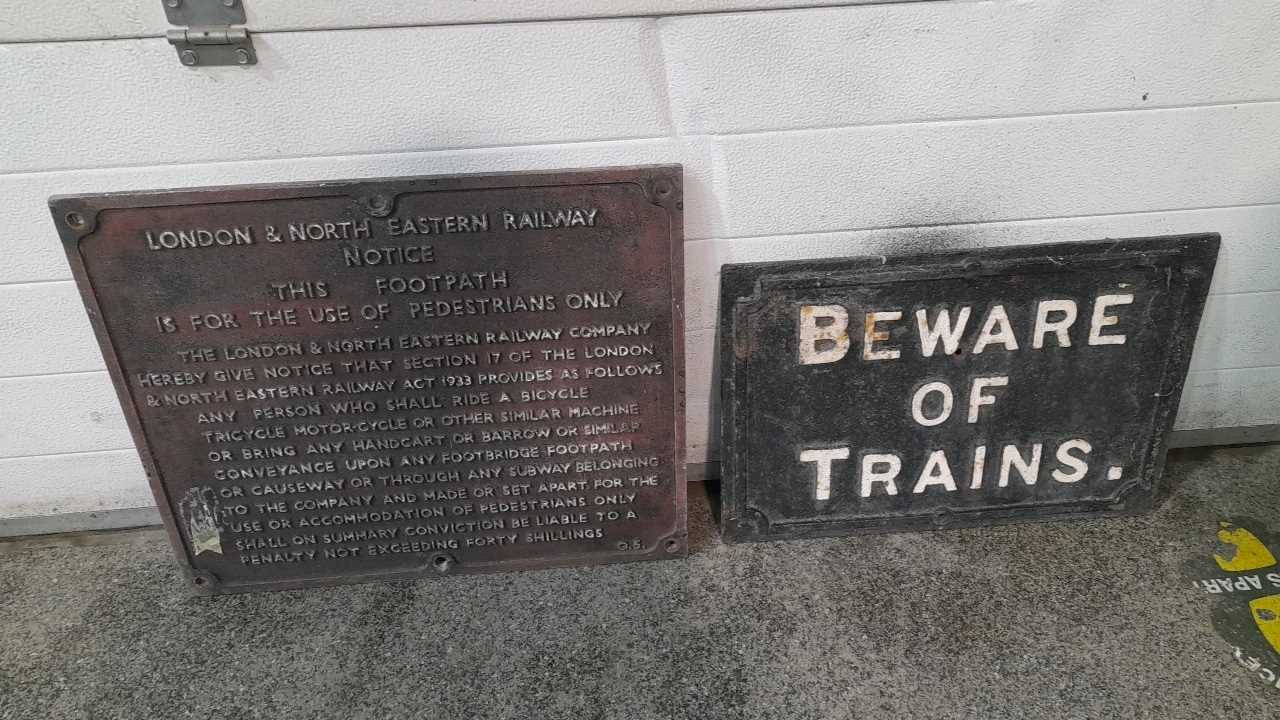 LONDON & NORTH EASTERN RAILWAY
NOTICE
THIS FOOTPATH
IS FOR THE USE OF PEDESTRIANS ONLY
THE LONDON & NORTH EASTERN RAILWAY COMPANY
HEREBY GIVE NOTICE THAT SECTION 17 OF THE LONDON
& NORTH EASTERN RAILWAY ACT 1933 PROVIDES AS FOLLOWS
ANY PERSON WHO SHALL RIDE A BICYCLE
TRICYCLE MOTOR-CYCLE OR OTHER SIMILAR MACHINE
OR BRING ANY HANDCART OR BARROW OR SIMILAR
CONVEYANCE UPON ANY FOOTBRIDGE FOOTPATH
OR CAUSEWAY OR THROUGH ANY SUBWAY BELONGING
TO THE COMPANY AND MADE OR SET APART FOR THE
USE OR ACCOMMODATION OF PEDESTRIANS ONLY
SHALL ON SUMMARY CONVICTION BE LIABLE TO A
PENALTY NOT EXCEEDING FORTY SHILLINGS
O.S.
BEWARE
OF
TRAINS.
S APART